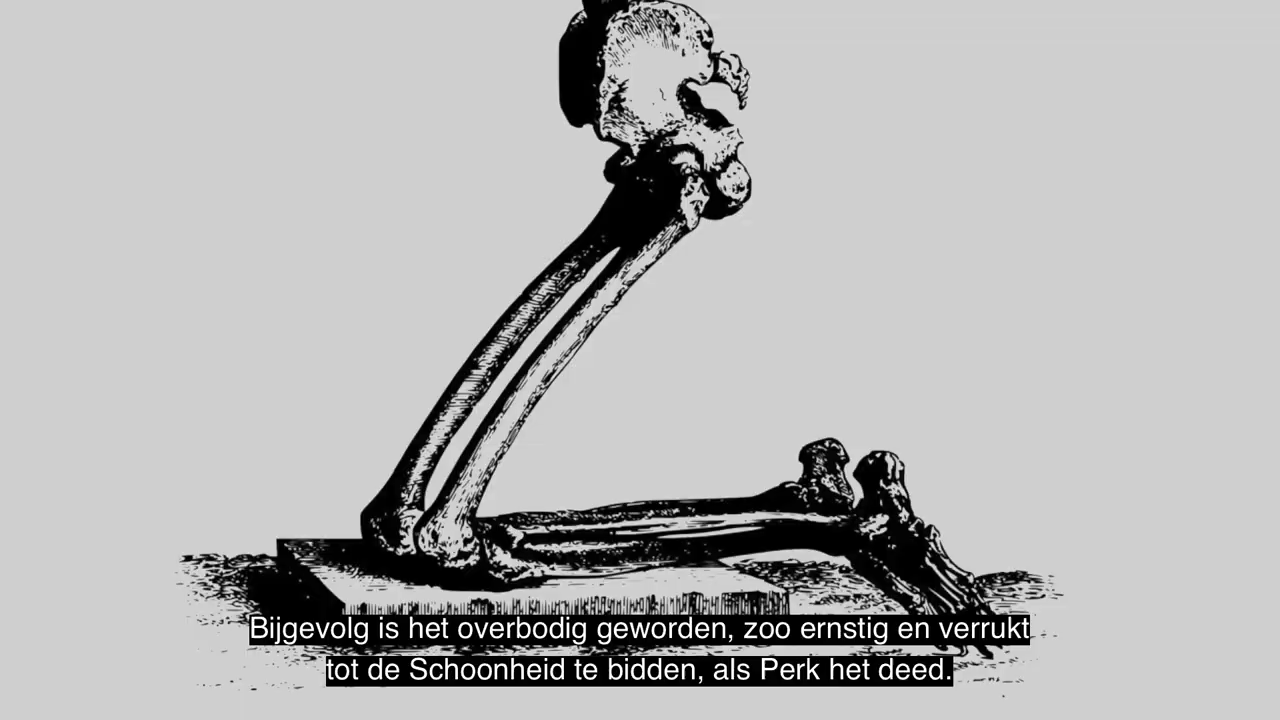 Bijgevolg is het overbodig geworden, zoo ernstig en verrukt
tot de Schoonheid te bidden, als Perk het deed.